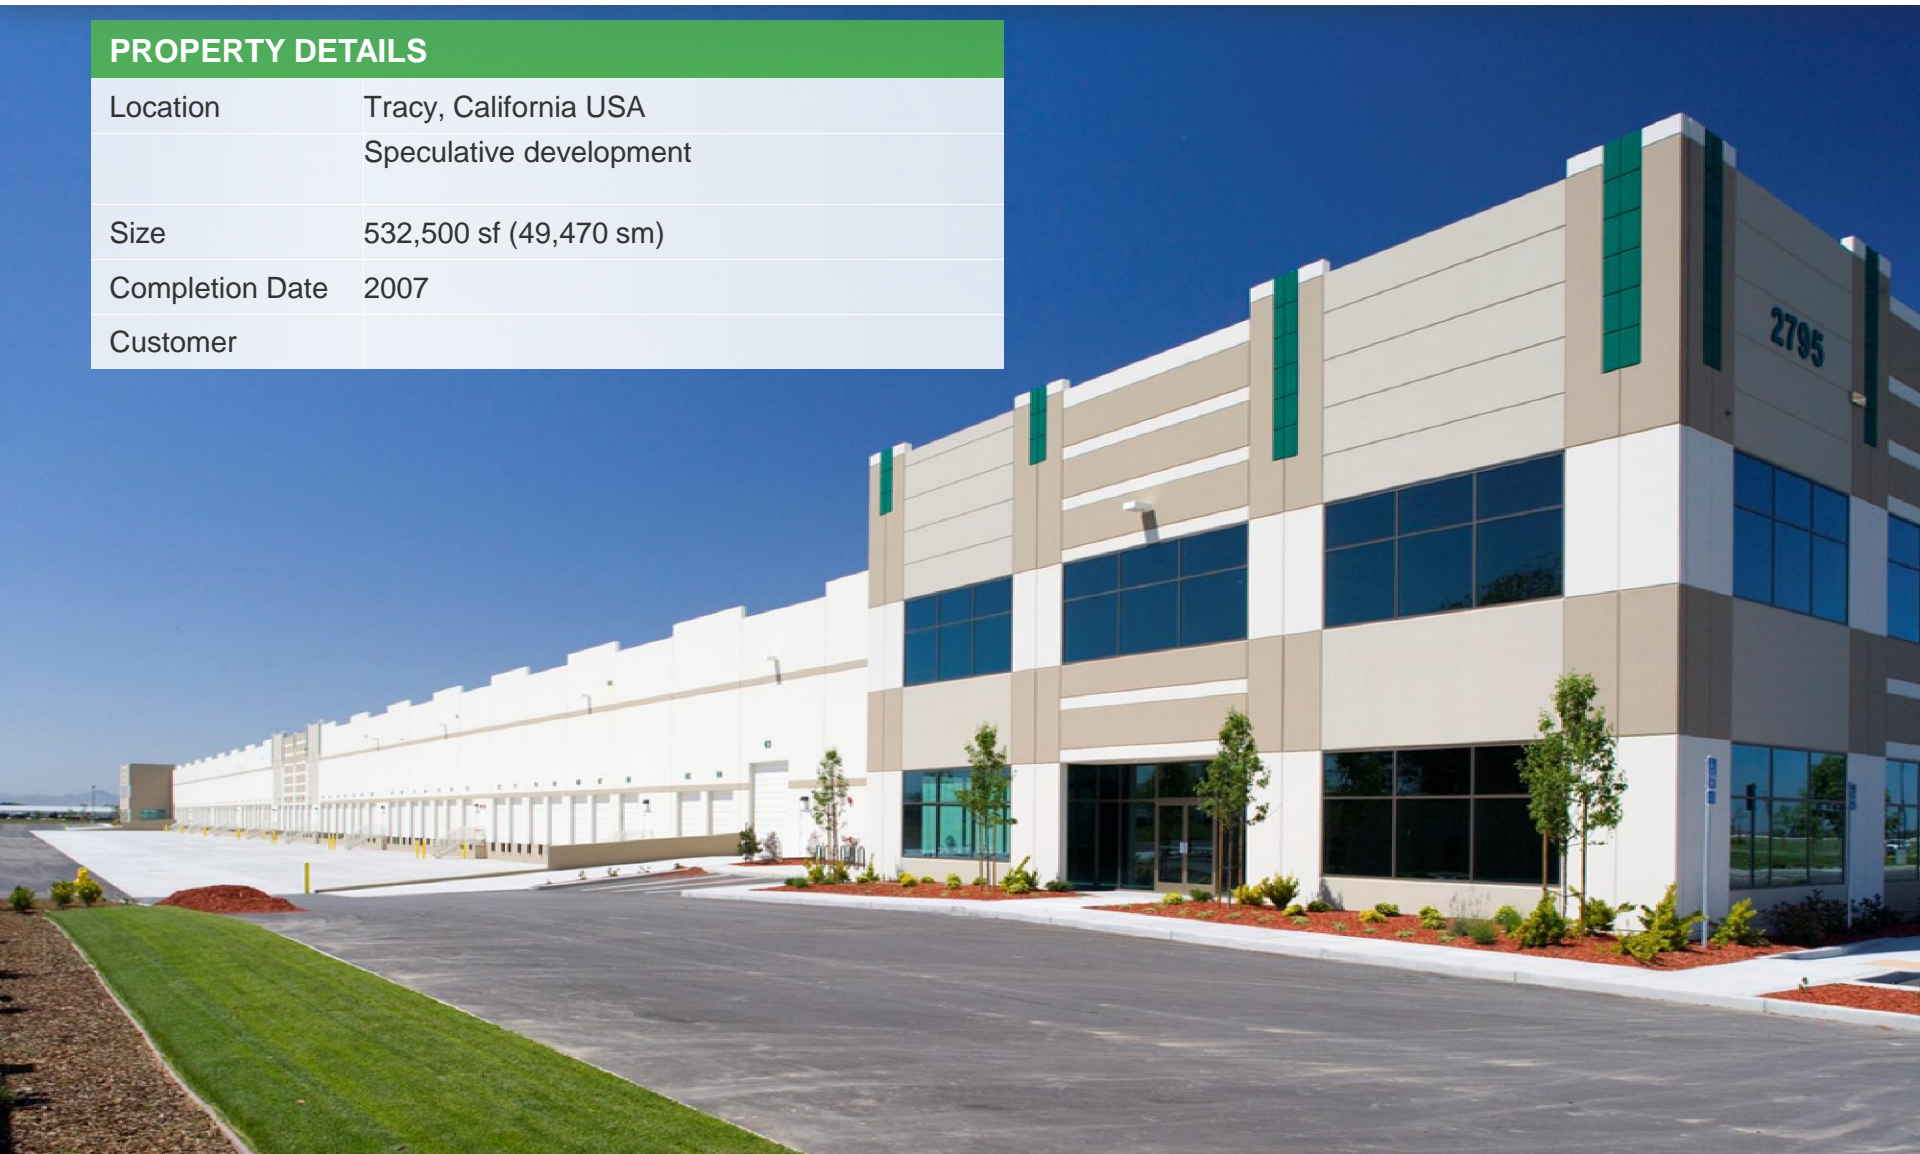 PROPERTY DETAILS
Location Tracy, California USA
Speculative development
Size 532,500 sf (49,470 sm)
Completion Date 2007
Customer
2795